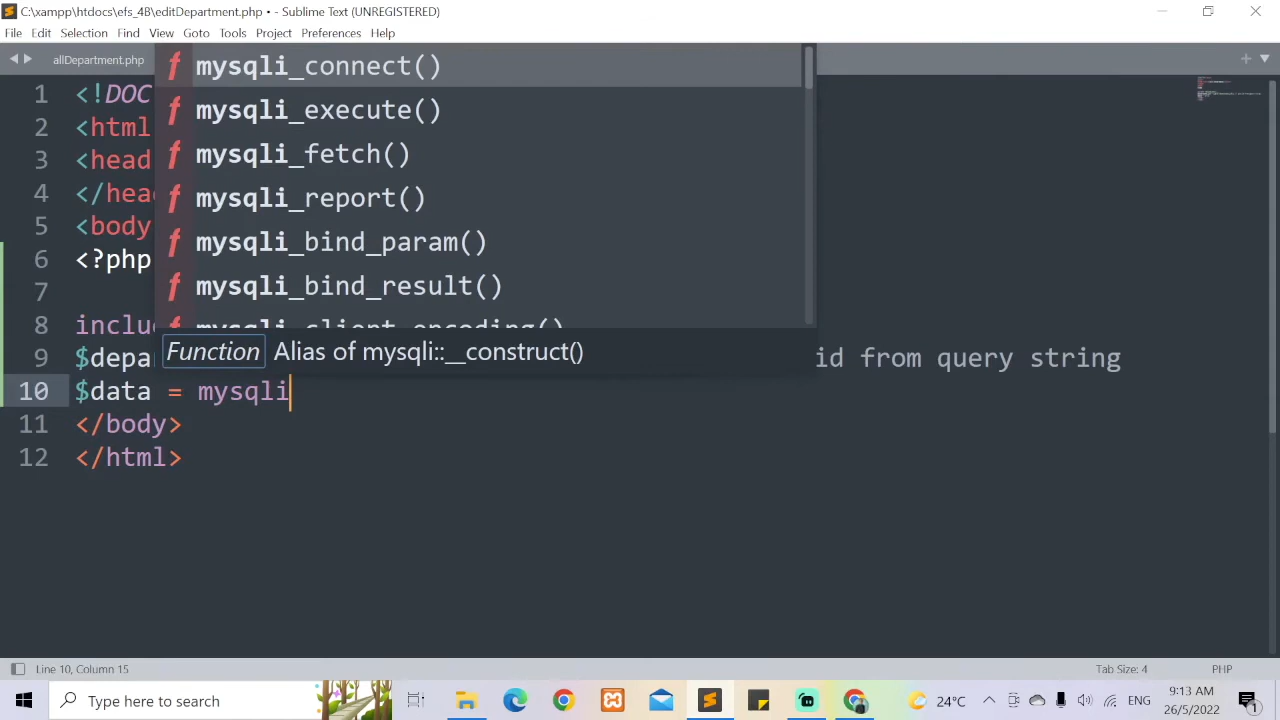 C:\xampp\htdocs\efs_4B\editDepartment.php • - Sublime Text (UNREGISTERED)
File Edit Selection Find View Goto Tools Project Preferences Help
allDepartment.php
1 <!DOC
2 <html
3 <head
4 </head
5 <body
6 <?php
7
8 inclu
9 $depar id from query string
10 $data = mysqli
11 </body>
12 </html>
f mysqli_connect()
f mysqli_execute()
f mysqli_fetch()
f mysqli_report()
f mysqli_bind_param()
f mysqli_bind_result()
f mysqli_client_encoding()
Function Alias of mysqli::__construct()
Line 10, Column 15 Tab Size: 4 PHP
Type here to search 24°C ENG 9:13 AM
26/5/2022
1